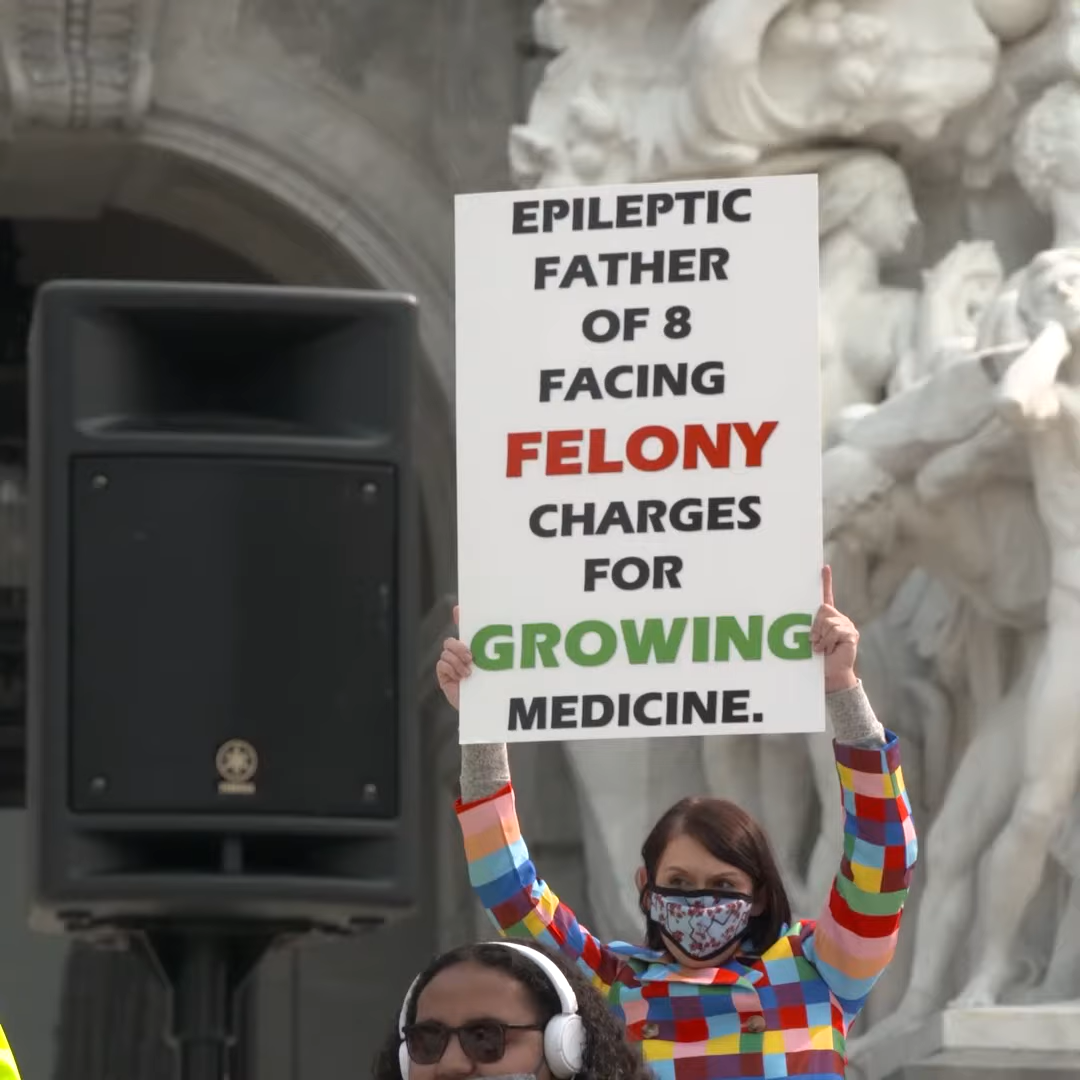 EPILEPTIC
FATHER
OF 8
FACING
FELONY
CHARGES
FOR
GROWING
MEDICINE.